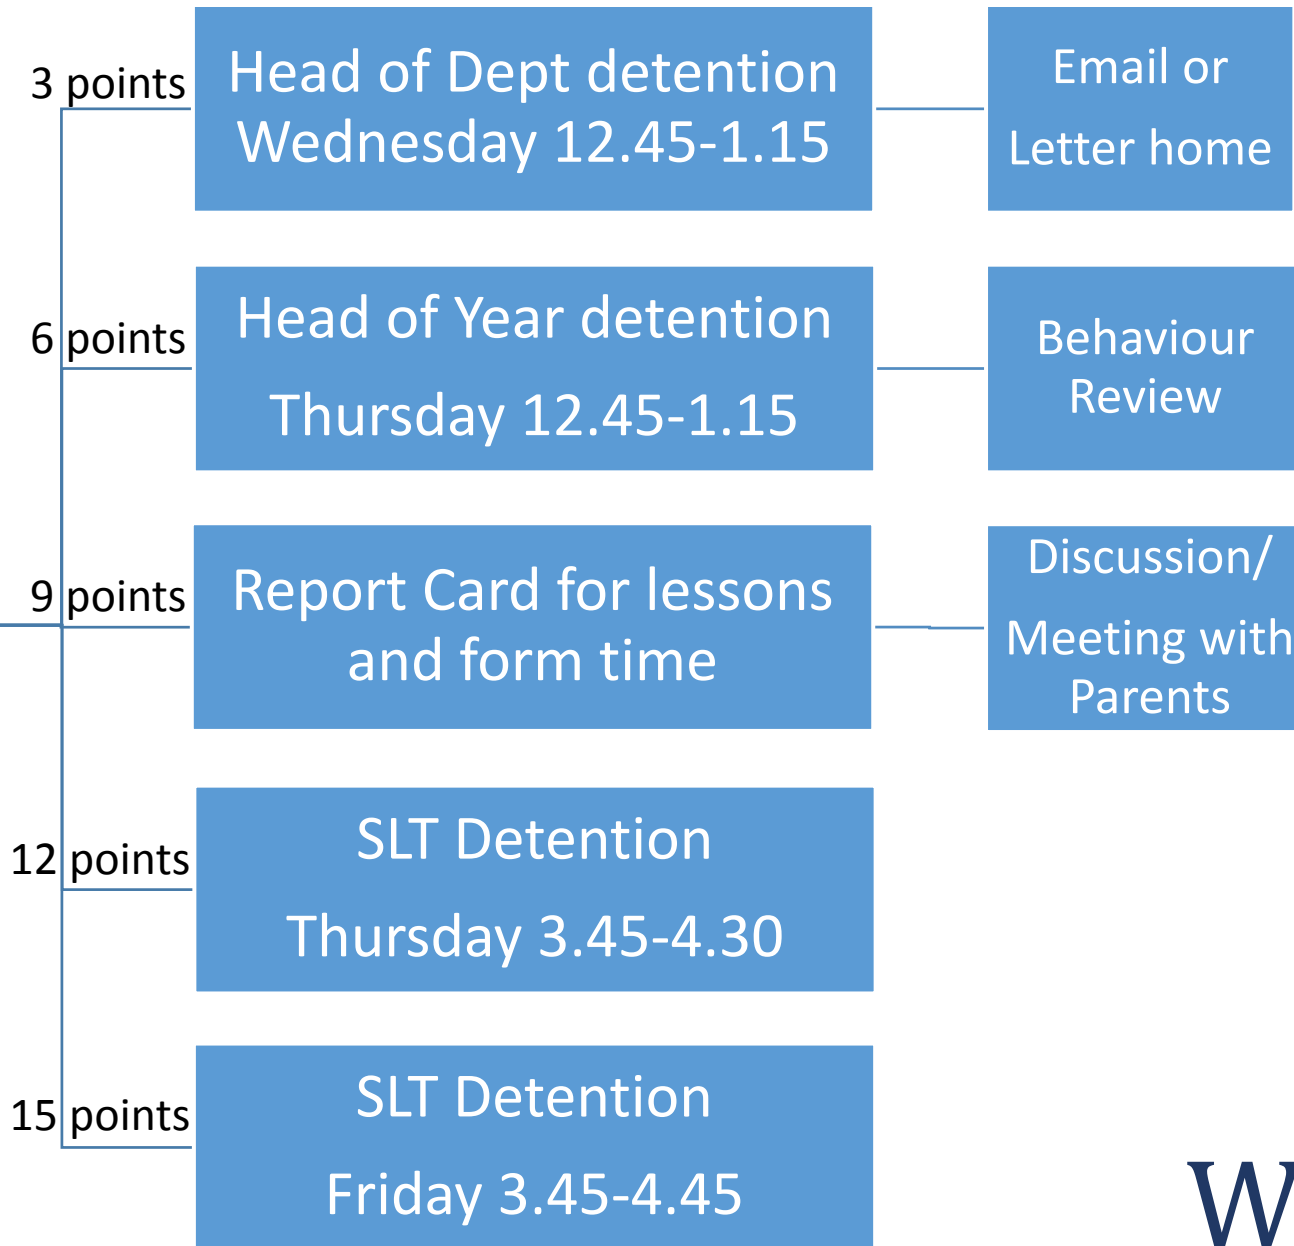 3 points
Head of Dept detention
Wednesday 12.45-1.15
Email or
Letter home
6 points
Head of Year detention
Thursday 12.45-1.15
Behaviour
Review
9 points
Report Card for lessons
and form time
Discussion/
Meeting with
Parents
12 points
SLT Detention
Thursday 3.45-4.30
15 points
SLT Detention
Friday 3.45-4.45
W